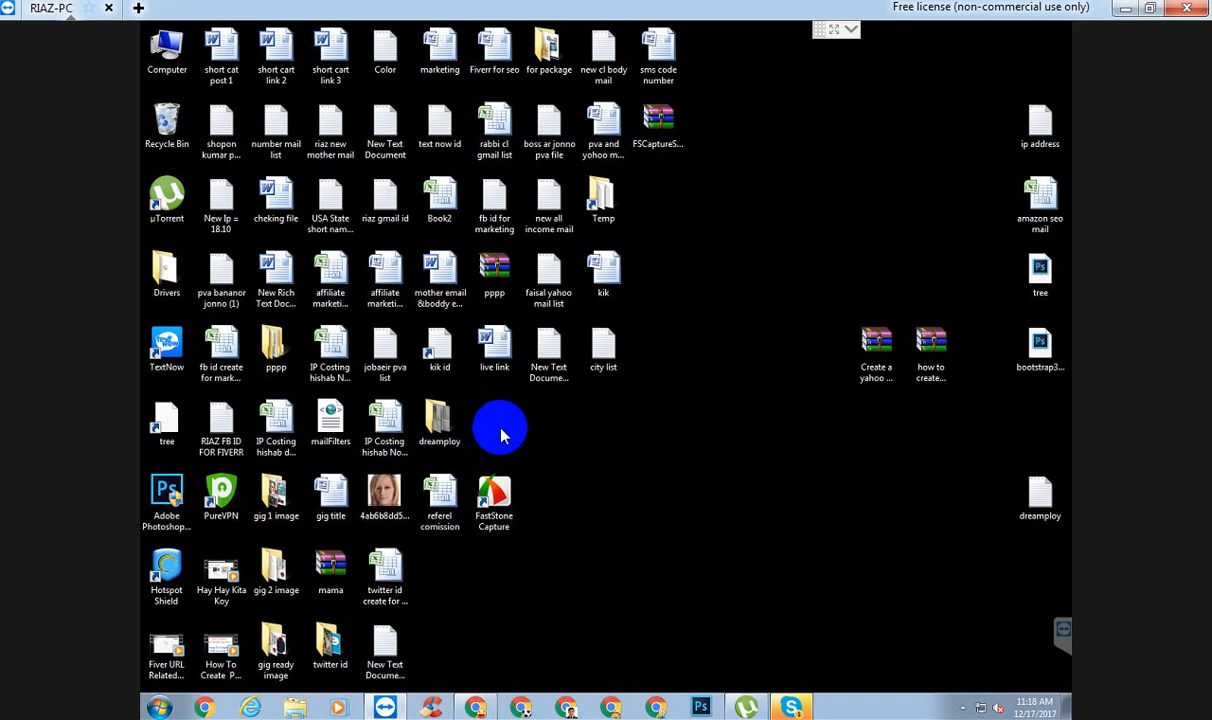 RIAZ-PC
Free license (non-commercial use only)
Computer
short cat
post 1
short cart
link 2
short cart
link 3
Color
marketing
Fiverr for seo
for package
new cl body
mail
sms code
number
Recycle Bin
shopon
kumar p...
number mail
list
riaz new
mother mail
New Text
Document
text now id
rabbi cl
gmail list
boss ar jonno
pva file
pva and
yohoo m...
FSCaptureS...
ip address
µTorrent
New Ip =
18.10
cheking file
USA State
short nam...
riaz gmail id
Book2
fb id for
marketing
new all
income mail
Temp
amazon seo
mail
Drivers
pva bananor
jonno (1)
New Rich
Text Doc...
affiliate
marketi...
affiliate
marketi...
mother email
&boddy e...
pppp
faisal yahoo
mail list
kik
tree
TextNow
fb id create
for mark...
pppp
IP Costing
hishab N...
jobaeir pva
list
kik id
live link
New Text
Docume...
city list
Create a
yahoo ...
how to
create...
bootstrap3...
tree
RIAZ FB ID
FOR FIVERR
IP Costing
hishab d...
mailFilters
IP Costing
hishab No...
dreamploy
Adobe
Photoshop...
PureVPN
gig 1 image
gig title
4ab6b8dd5...
referel
comission
FastStone
Capture
dreamploy
Hotspot
Shield
Hay Hay Kita
Koy
gig 2 image
mama
twitter id
create for ...
Fiver URL
Related...
How To
Create P...
gig ready
image
twitter id
New Text
Docume...
11:18 AM
12/17/2017